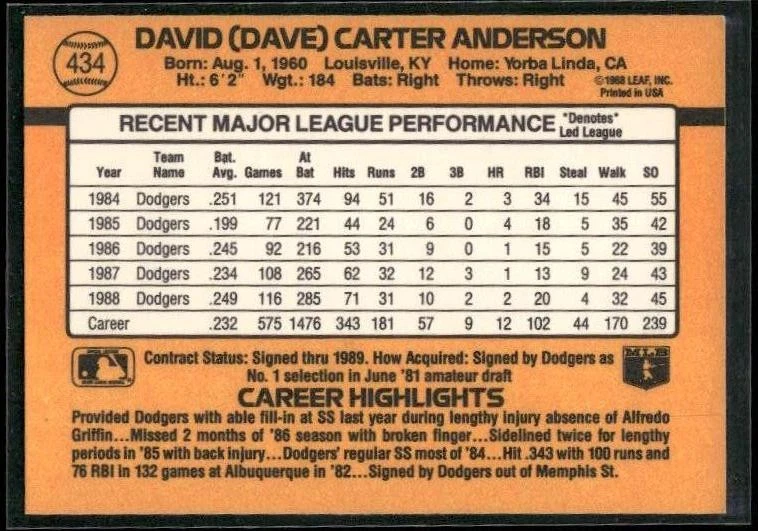 434
DAVID (DAVE) CARTER ANDERSON
Born: Aug. 1, 1960 Louisville, KY Home: Yorba Linda, CA
Ht.: 6'2" Wgt.: 184 Bats: Right Throws: Right
©1988 LEAF, INC.
Printed in USA
RECENT MAJOR LEAGUE PERFORMANCE *Denotes* Led League
Year Team Name Bat. Avg. Games At Bat Hits Runs 2B 3B HR RBI Steal Walk SO
1984 Dodgers .251 121 374 94 51 16 2 3 34 15 45 55
1985 Dodgers .199 77 221 44 24 6 0 4 18 5 35 42
1986 Dodgers .245 92 216 53 31 9 0 1 15 5 22 39
1987 Dodgers .234 108 265 62 32 12 3 1 13 9 24 43
1988 Dodgers .249 116 285 71 31 10 2 2 20 4 32 45
Career .232 575 1476 343 181 57 9 12 102 44 170 239
Contract Status: Signed thru 1989. How Acquired: Signed by Dodgers as
No. 1 selection in June '81 amateur draft
MLB
CAREER HIGHLIGHTS
Provided Dodgers with able fill-in at SS last year during lengthy injury absence of Alfredo
Griffin...Missed 2 months of '86 season with broken finger...Sidelined twice for lengthy
periods in '85 with back injury...Dodgers' regular SS most of '84...Hit .343 with 100 runs and
76 RBI in 132 games at Albuquerque in '82...Signed by Dodgers out of Memphis St.